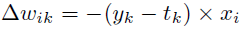 Δw_{ik} = −(y_k − t_k) × x_i